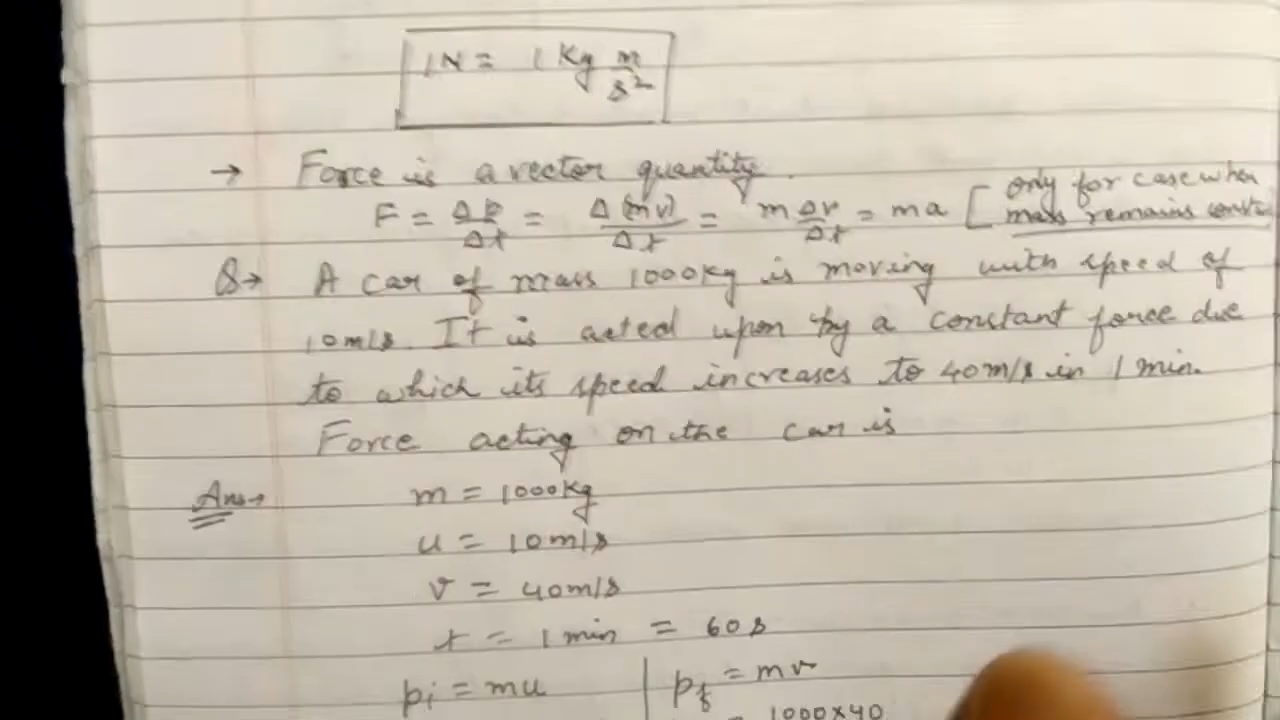 1N = 1 Kg m/s²
→ Force is a vector quantity.
F = Δp/Δt = Δ(mv)/Δt = mΔv/Δt = ma [only for case when
mass remains
Q→ A car of mass 1000kg is moving with speed of
10m/s. It is acted upon by a constant force due
to which its speed increases to 40m/s in 1 min.
Force acting on the car is
Ans→ m = 1000kg
u = 10m/s
v = 40m/s
t = 1 min = 60s
pi = mu | pf = mv
= 1000×40